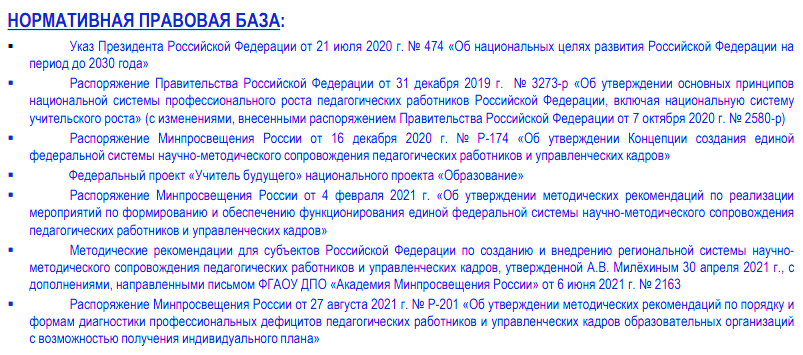 НОРМАТИВНАЯ ПРАВОВАЯ БАЗА:
▪ Указ Президента Российской Федерации от 21 июля 2020 г. № 474 «Об национальных целях развития Российской Федерации на
период до 2030 года»
▪ Распоряжение Правительства Российской Федерации от 31 декабря 2019г. № 3273-р «Об утверждении основных принципов
национальной системы профессионального роста педагогических работников Российской Федерации, включая национальную систему
учительского роста» (с изменениями, внесенными распоряжением Правительства Российской Федерации от 7 октября 2020 г. № 2580-р)
▪ Распоряжение Минпросвещения России от 16 декабря 2020 г. № Р-174 «Об утверждении Концепции создания единой
федеральной системы научно-методического сопровождения педагогических работников и управленческих кадров»
▪ Федеральный проект «Учитель будущего» национального проекта «Образование»
▪ Распоряжение Минпросвещения России от 4 февраля 2021 г. «Об утверждении методических рекомендаций по реализации
мероприятий по формированию и обеспечению функционирования единой федеральной системы научно-методического сопровождения
педагогических работников и управленческих кадров»
▪ Методические рекомендации для субъектов Российской Федерации по созданию и внедрению региональной системы научно-
методического сопровождения педагогических работников и управленческих кадров, утвержденной А.В. Милёхиным 30 апреля 2021 г., с
дополнениями, направленными письмом ФГАОУ ДПО «Академия Минпросвещения России» от 6 июня 2021 г. № 2163
▪ Распоряжение Минпросвещения России от 27 августа 2021 г. № Р-201 «Об утверждении методических рекомендаций по порядку и
формам диагностики профессиональных дефицитов педагогических работников и управленческих кадров образовательных организаций
с возможностью получения индивидуального плана»